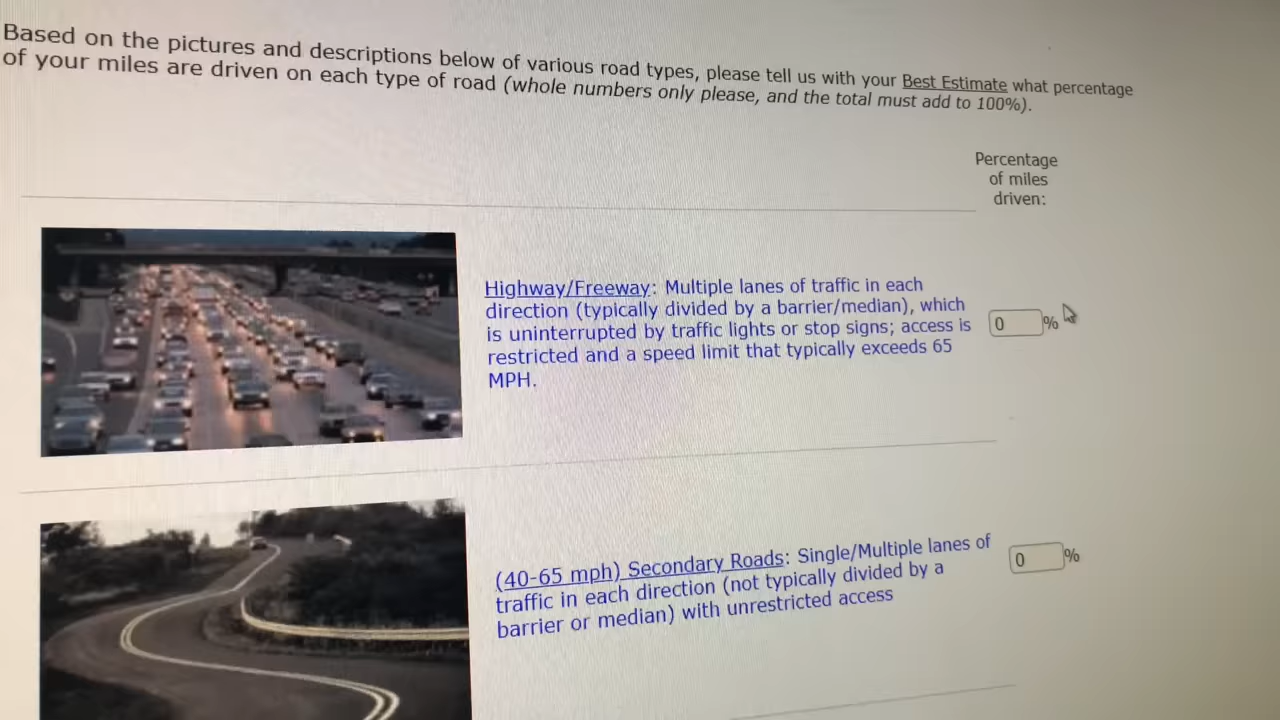 Based on the pictures and descriptions below of various road types, please tell us with your Best Estimate what percentage
of your miles are driven on each type of road (whole numbers only please, and the total must add to 100%).
Percentage
of miles
driven:
Highway/Freeway: Multiple lanes of traffic in each
direction (typically divided by a barrier/median), which
is uninterrupted by traffic lights or stop signs; access is
restricted and a speed limit that typically exceeds 65
MPH.
0 %
(40-65 mph) Secondary Roads: Single/Multiple lanes of
traffic in each direction (not typically divided by a
barrier or median) with unrestricted access
0 %